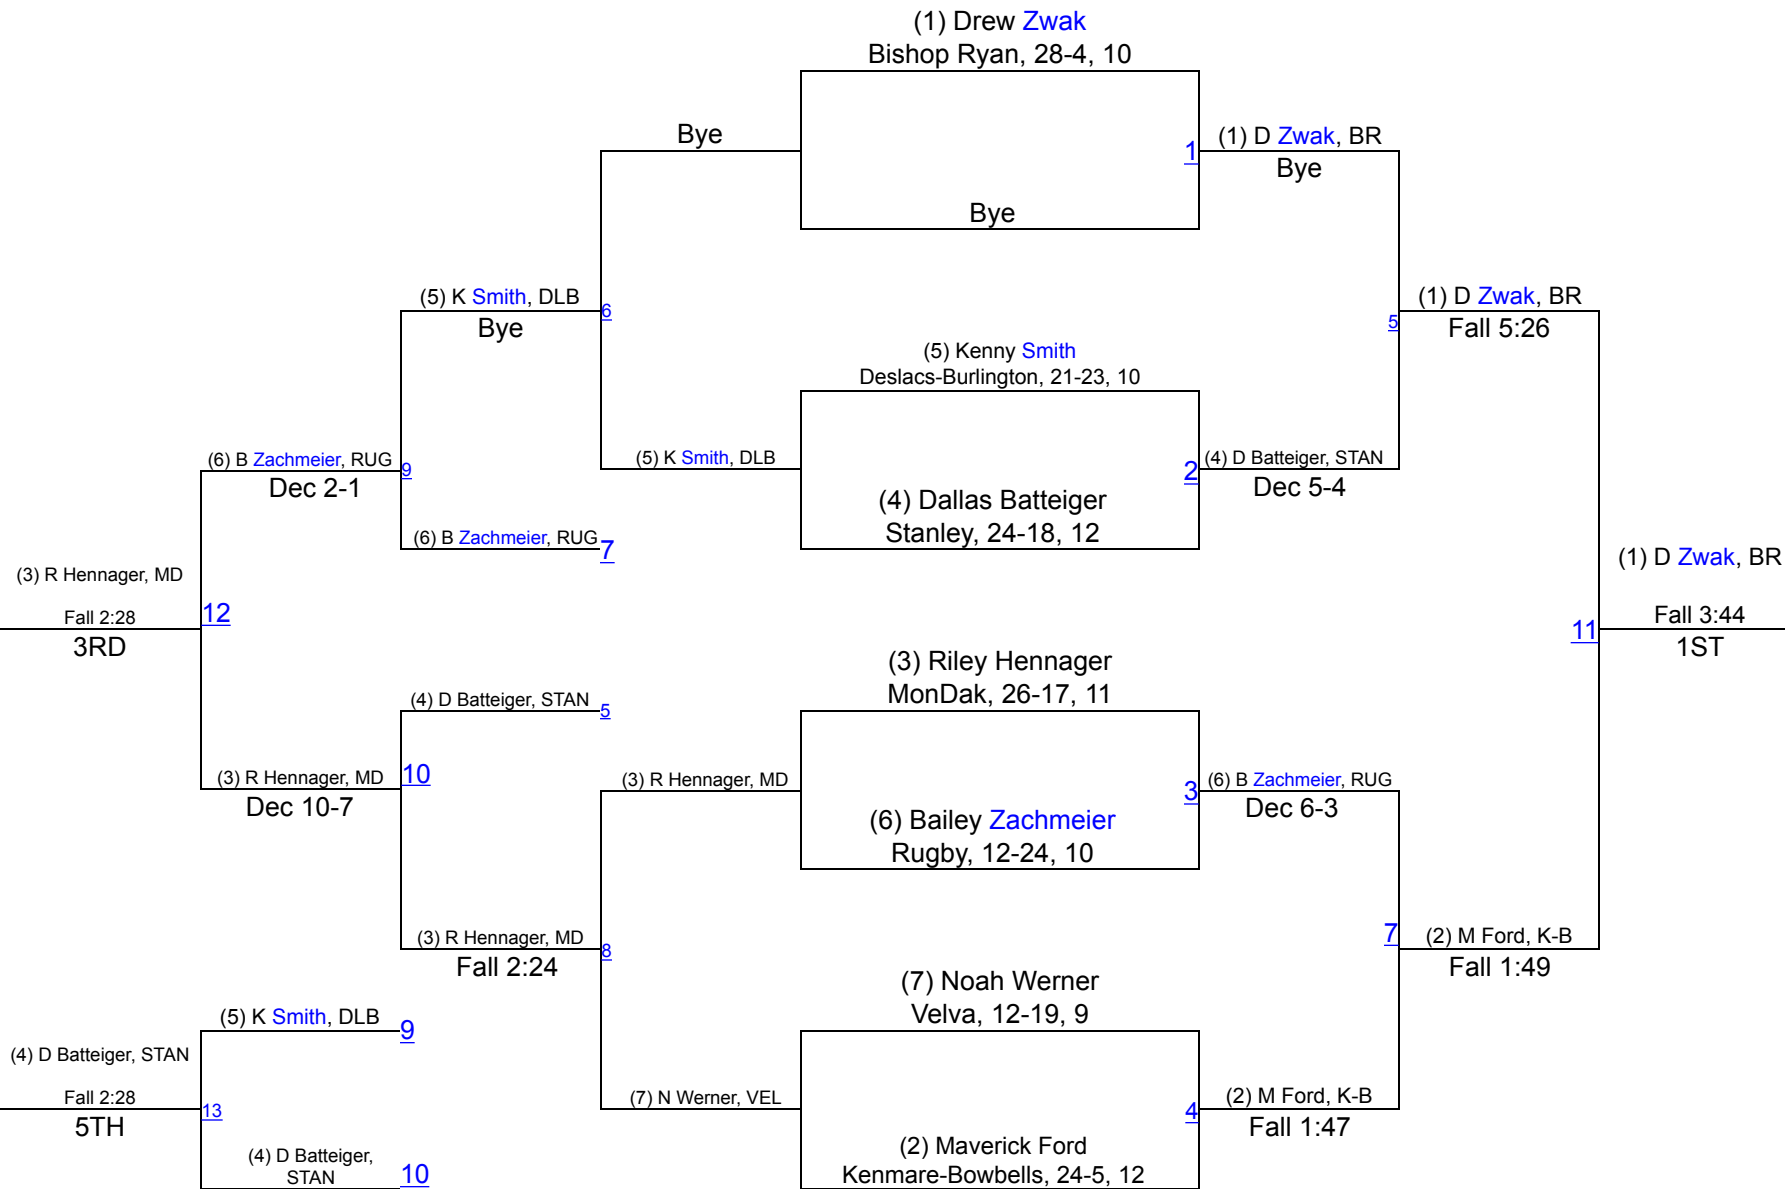 (1) Drew Zwak
Bishop Ryan, 28-4, 10
Bye
1
(1) D Zwak, BR
Bye
Bye
(5) K Smith, DLB
Bye
6
(1) D Zwak, BR
Fall 5:26
5
(5) Kenny Smith
Deslacs-Burlington, 21-23, 10
(6) B Zachmeier, RUG
Dec 2-1
9
(5) K Smith, DLB
2
(4) D Batteiger, STAN
Dec 5-4
(4) Dallas Batteiger
Stanley, 24-18, 12
(6) B Zachmeier, RUG
7
(3) R Hennager, MD
Fall 2:28
3RD
12
(1) D Zwak, BR
Fall 3:44
1ST
11
(3) Riley Hennager
MonDak, 26-17, 11
(4) D Batteiger, STAN
5
(3) R Hennager, MD
Dec 10-7
10
(3) R Hennager, MD
3
(6) B Zachmeier, RUG
Dec 6-3
(6) Bailey Zachmeier
Rugby, 12-24, 10
(3) R Hennager, MD
Fall 2:24
8
7
(2) M Ford, K-B
Fall 1:49
(7) Noah Werner
Velva, 12-19, 9
(5) K Smith, DLB
9
(4) D Batteiger, STAN
Fall 2:28
5TH
13
(7) N Werner, VEL
4
(2) M Ford, K-B
Fall 1:47
(4) D Batteiger,
STAN
10
(2) Maverick Ford
Kenmare-Bowbells, 24-5, 12